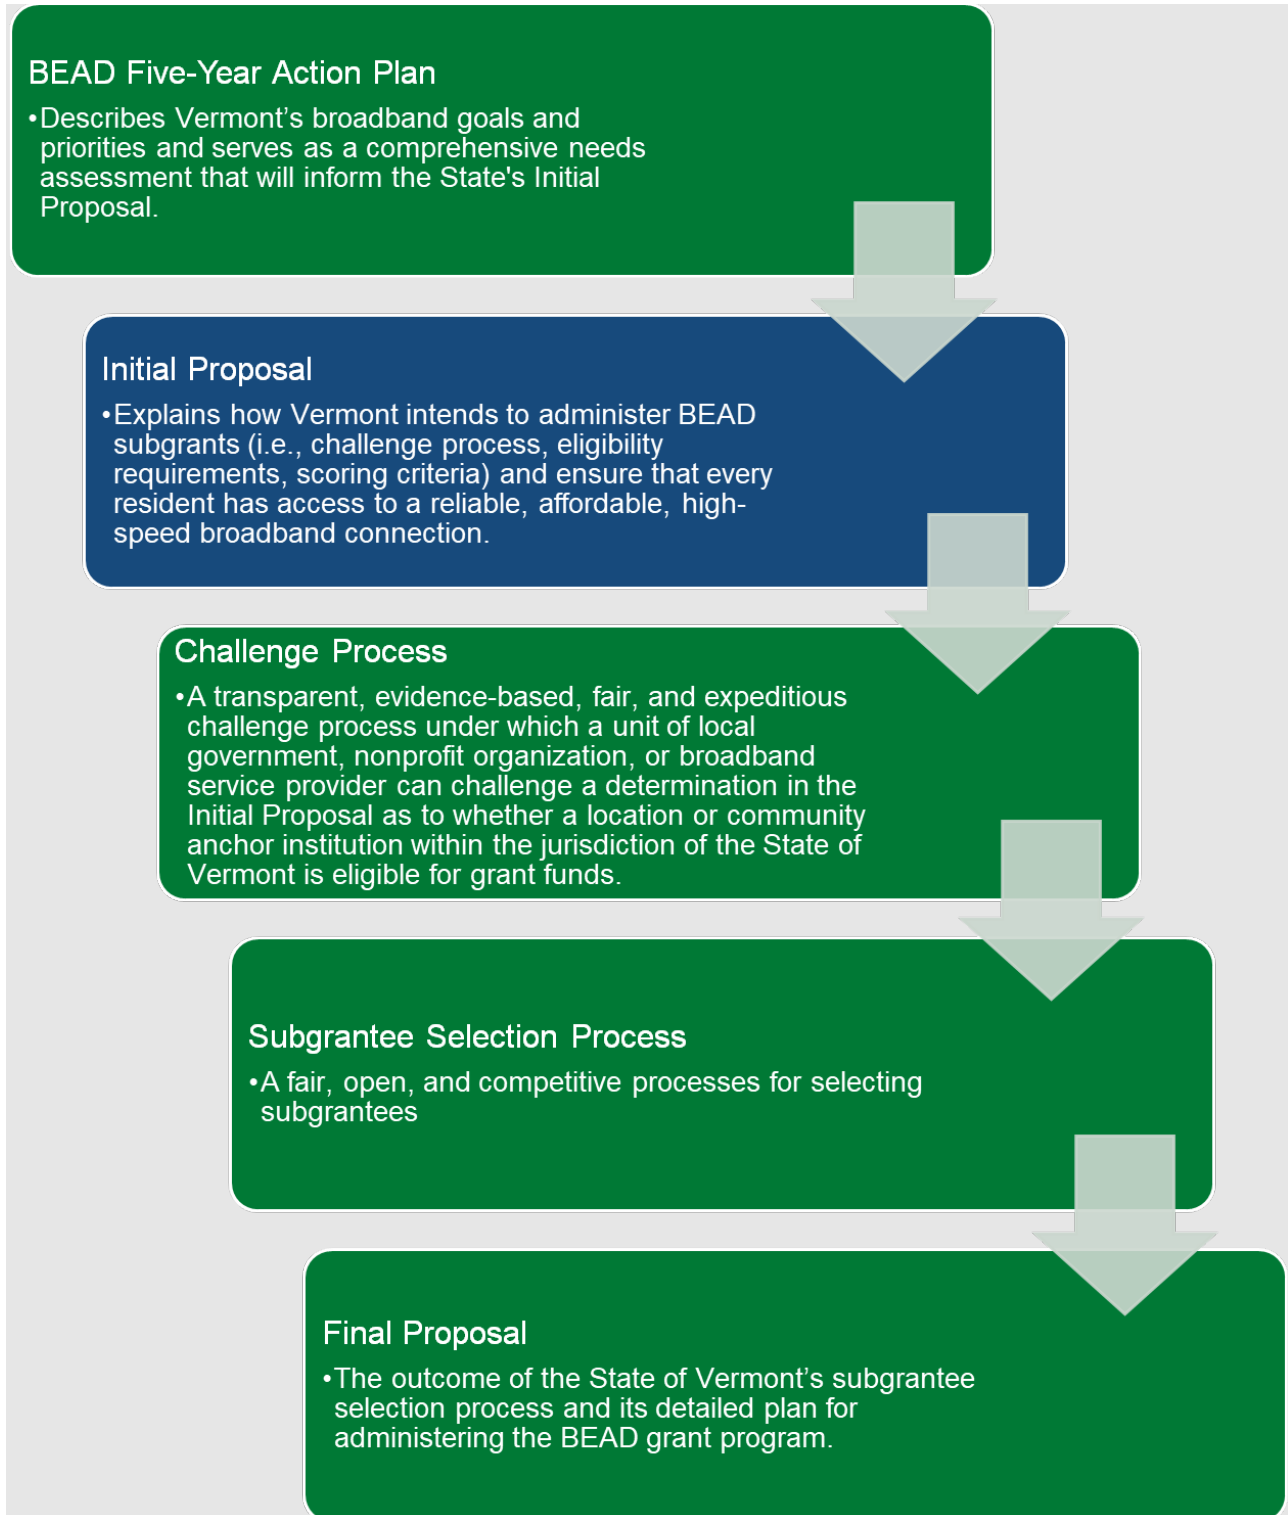 BEAD Five-Year Action Plan
•Describes Vermont’s broadband goals and
priorities and serves as a comprehensive needs
assessment that will inform the State's Initial
Proposal.
Initial Proposal
•Explains how Vermont intends to administer BEAD
subgrants (i.e., challenge process, eligibility
requirements, scoring criteria) and ensure that every
resident has access to a reliable, affordable, high-
speed broadband connection.
Challenge Process
•A transparent, evidence-based, fair, and expeditious
challenge process under which a unit of local
government, nonprofit organization, or broadband
service provider can challenge a determination in the
Initial Proposal as to whether a location or community
anchor institution within the jurisdiction of the State of
Vermont is eligible for grant funds.
Subgrantee Selection Process
•A fair, open, and competitive processes for selecting
subgrantees
Final Proposal
•The outcome of the State of Vermont’s subgrantee
selection process and its detailed plan for
administering the BEAD grant program.